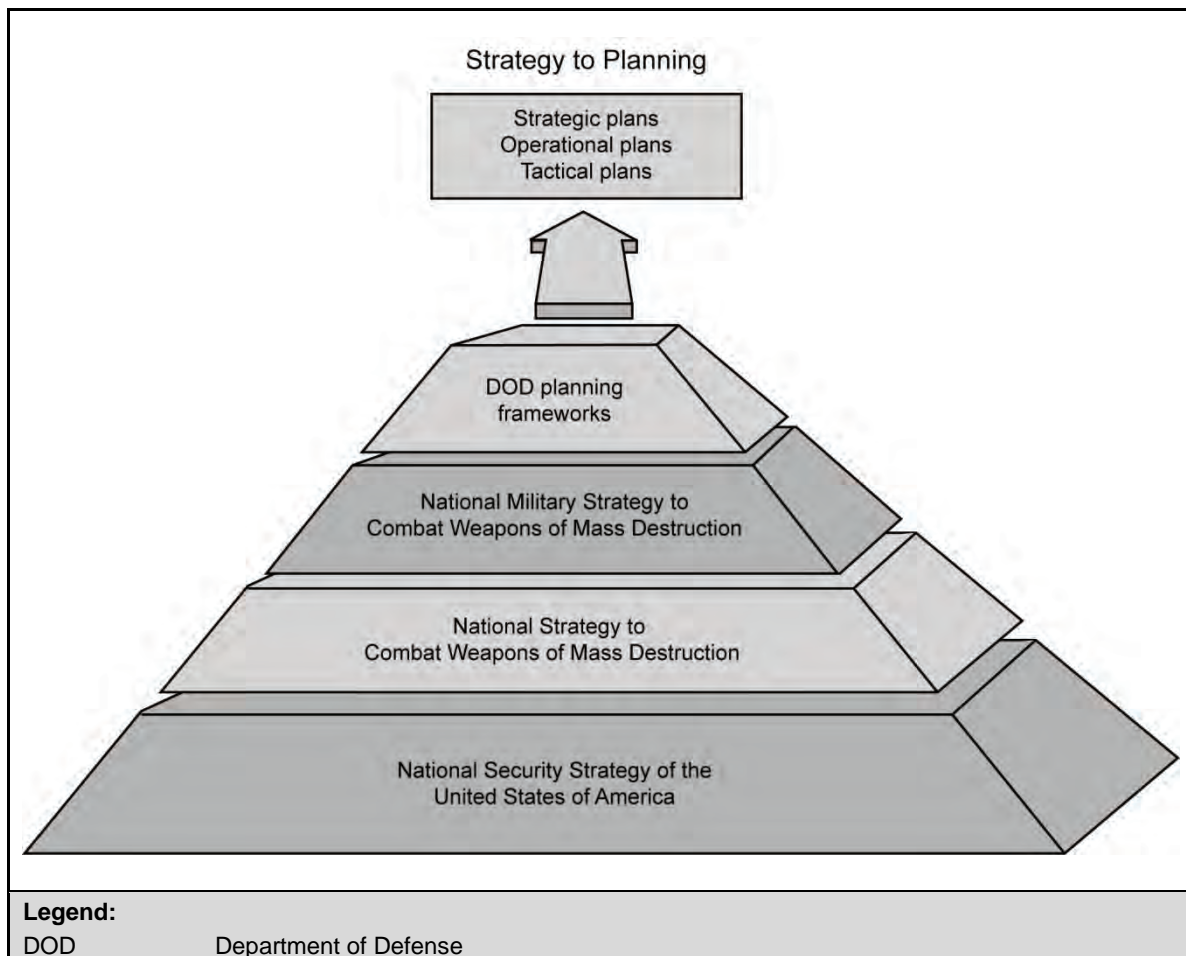 Strategy to Planning
Strategic plans
Operational plans
Tactical plans
DOD planning
frameworks
National Military Strategy to
Combat Weapons of Mass Destruction
National Strategy to
Combat Weapons of Mass Destruction
National Security Strategy of the
United States of America
Legend:
DOD Department of Defense